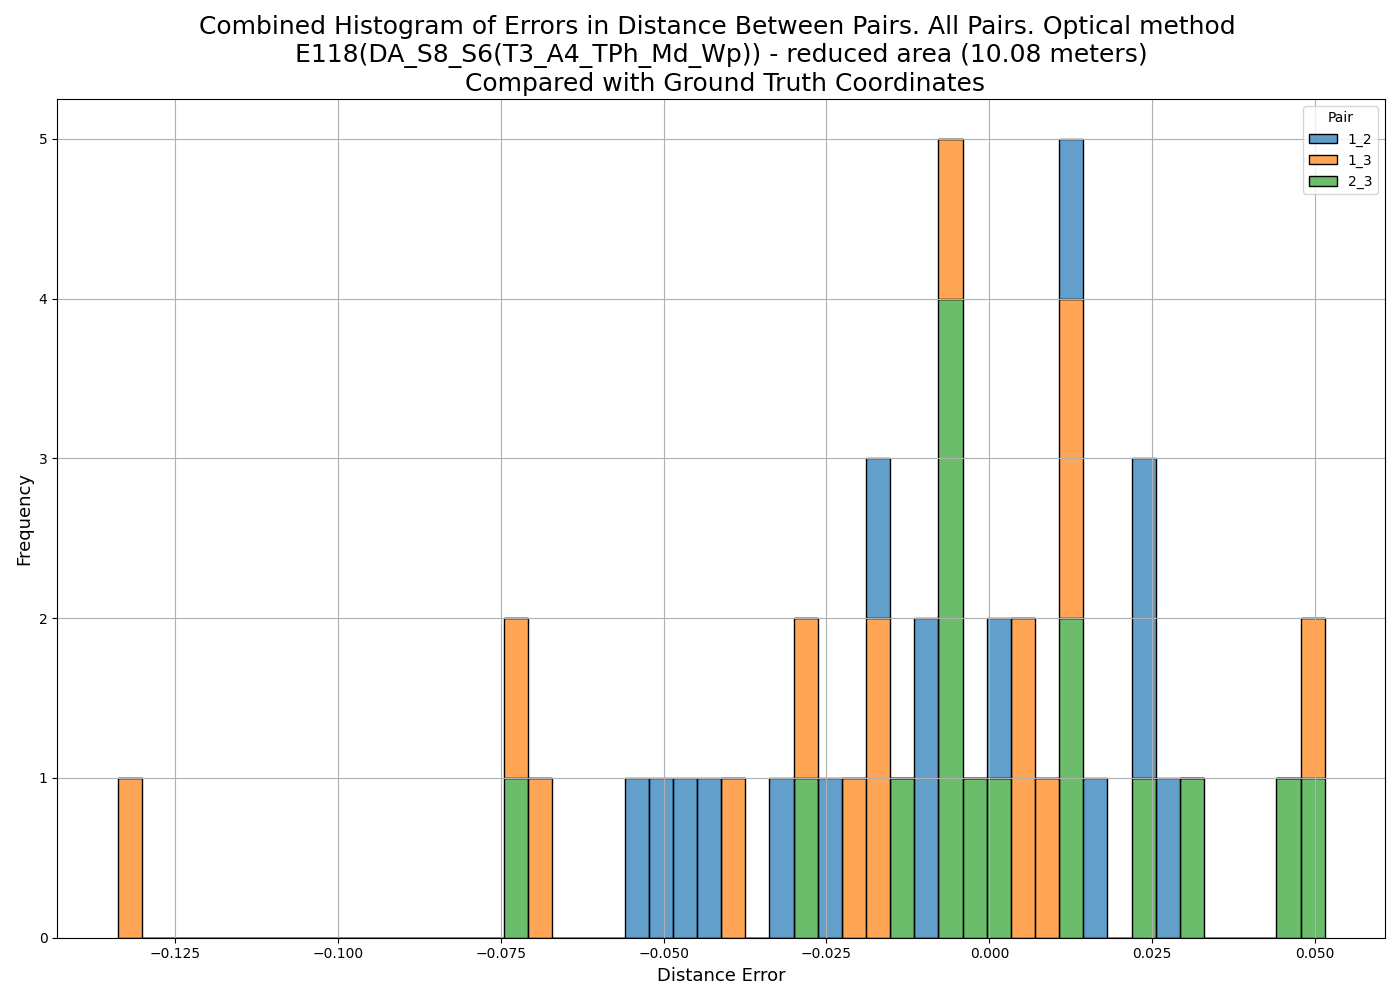 Combined Histogram of Errors in Distance Between Pairs. All Pairs. Optical method
E118(DA_S8_S6(T3_A4_TPh_Md_Wp)) - reduced area (10.08 meters)
Compared with Ground Truth Coordinates
Pair
1_2
1_3
2_3
Frequency
5
4
3
2
1
0
−0.125
−0.100
−0.075
−0.050
−0.025
0.000
0.025
0.050
Distance Error